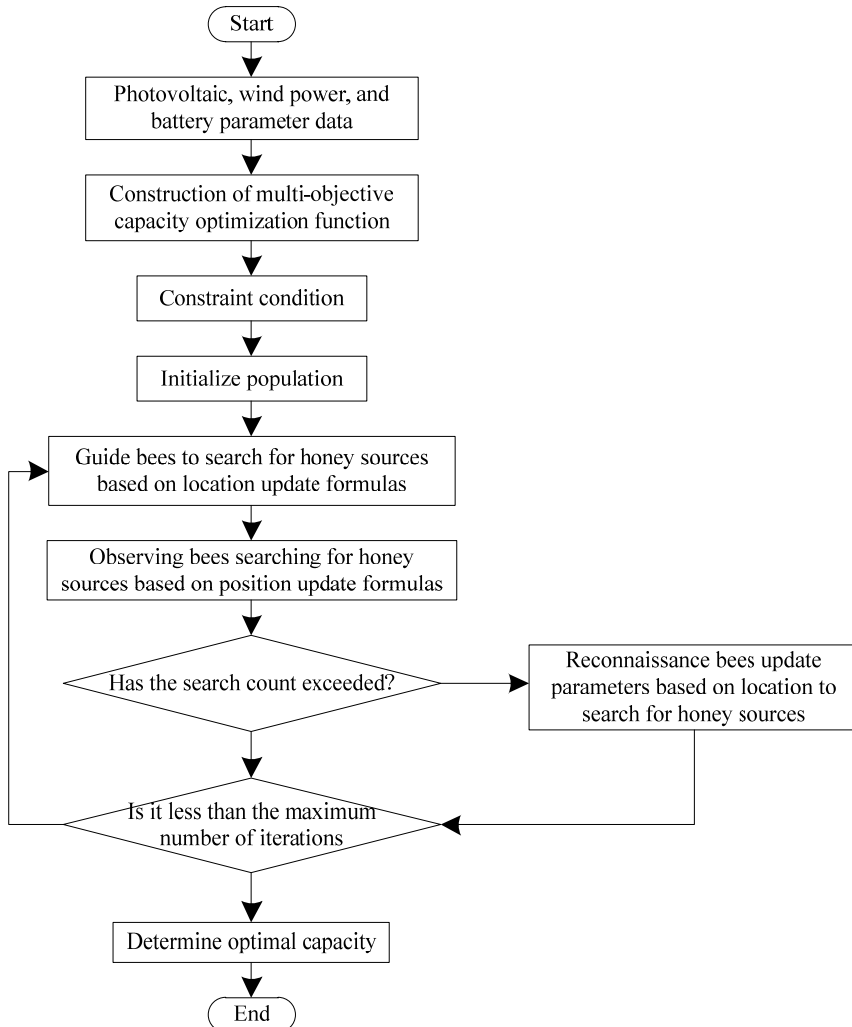 Start
Photovoltaic, wind power, and
battery parameter data
Construction of multi-objective
capacity optimization function
Constraint condition
Initialize population
Guide bees to search for honey sources
based on location update formulas
Observing bees searching for honey
sources based on position update formulas
Has the search count exceeded?
Reconnaissance bees update
parameters based on location to
search for honey sources
Is it less than the maximum
number of iterations
Determine optimal capacity
End